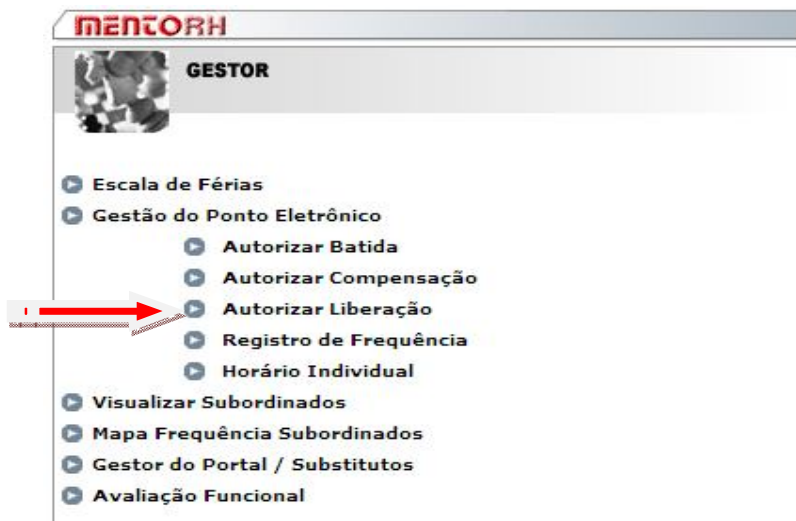 MENTORH
GESTOR
Escala de Férias
Gestão do Ponto Eletrônico
Autorizar Batida
Autorizar Compensação
Autorizar Liberação
Registro de Frequência
Horário Individual
Visualizar Subordinados
Mapa Frequência Subordinados
Gestor do Portal / Substitutos
Avaliação Funcional